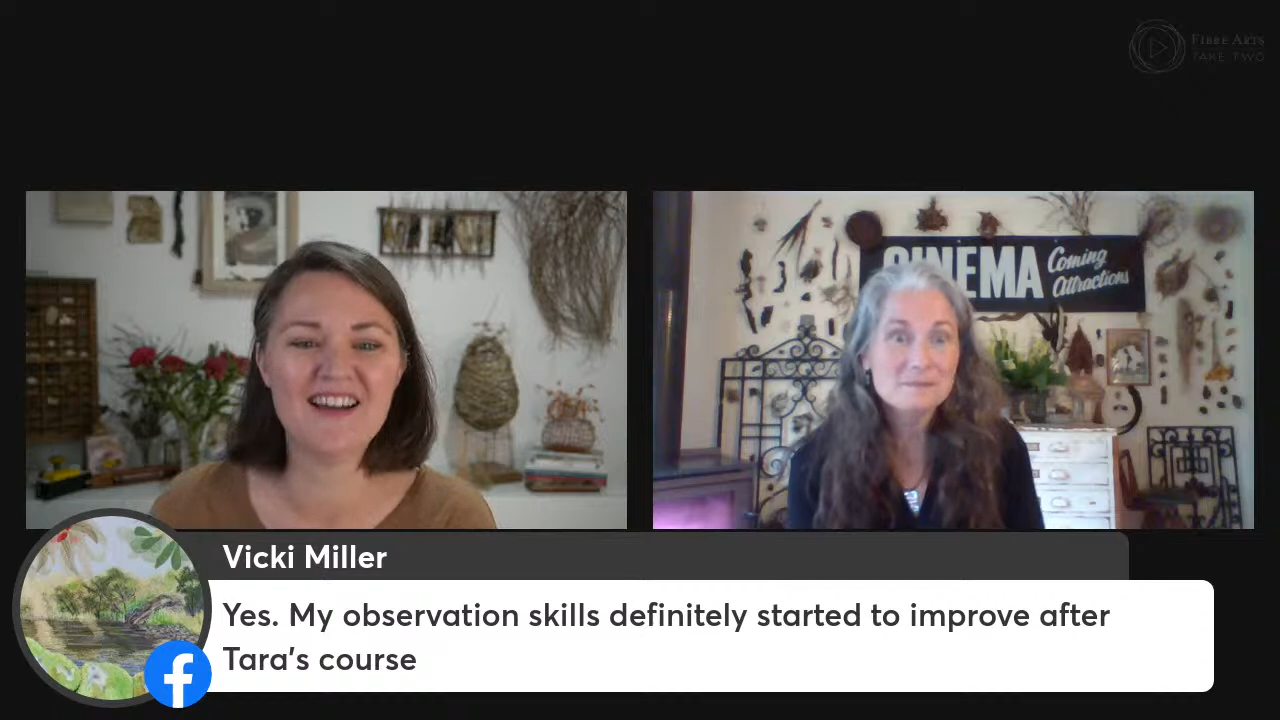 FIBRE ARTS
TAKE TWO
CINEMA
Coming
Attractions
Vicki Miller
Yes. My observation skills definitely started to improve after
Tara's course